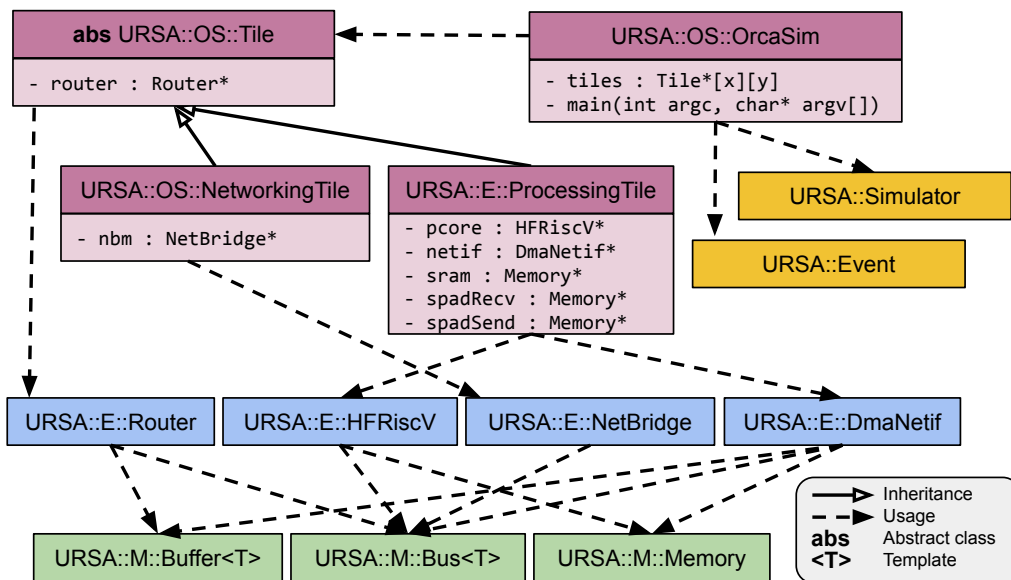 abs URSA::OS::Tile
- router : Router*
URSA::OS::OrcaSim
- tiles : Tile*[x][y]
- main(int argc, char* argv[])
URSA::OS::NetworkingTile
- nbm : NetBridge*
URSA::E::ProcessingTile
- pcore : HFRiscV*
- netif : DmaNetif*
- sram : Memory*
- spadRecv : Memory*
- spadSend : Memory*
URSA::Simulator
URSA::Event
URSA::E::Router
URSA::E::HFRiscV
URSA::E::NetBridge
URSA::E::DmaNetif
URSA::M::Buffer<T>
URSA::M::Bus<T>
URSA::M::Memory
Inheritance
Usage
abs Abstract class
<T> Template